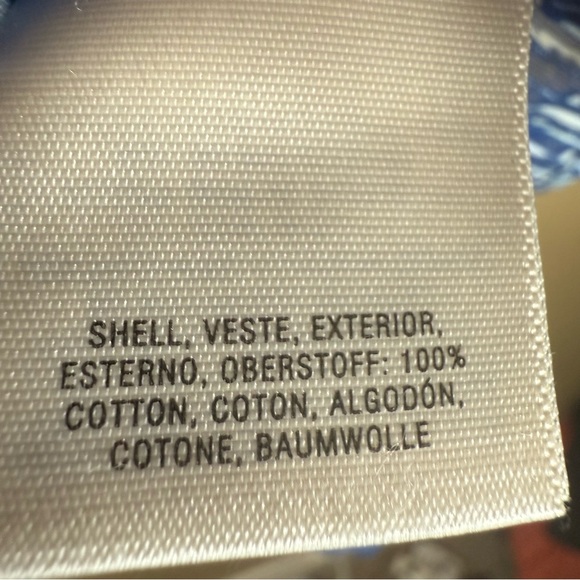 SHELL, VESTE, EXTERIOR,
ESTERNO, OBERSTOFF: 100%
COTTON, COTON, ALGODÓN,
COTONE, BAUMWOLLE